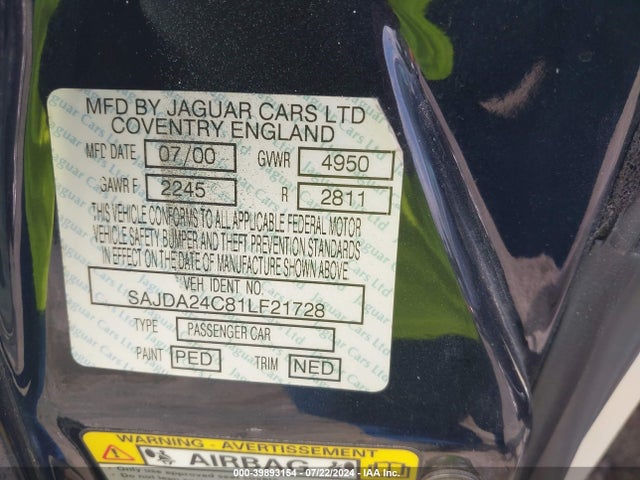 MFD BY JAGUAR CARS LTD
COVENTRY ENGLAND
MFD DATE 07/00 GVWR 4950
GAWR F 2245 R 2811
THIS VEHICLE CONFORMS TO ALL APPLICABLE FEDERAL MOTOR
VEHICLE SAFETY BUMPER AND THEFT PREVENTION STANDARDS
IN EFFECT ON THE DATE OF MANUFACTURE SHOWN ABOVE
VEH IDENT NO.
SAJDA24C81LF21728
TYPE PASSENGER CAR
PAINT PED TRIM NED
WARNING - AVERTISSEMENT
AIRBAG
000-39893154 - 07/22/2024 - IAA Holdings, LLC